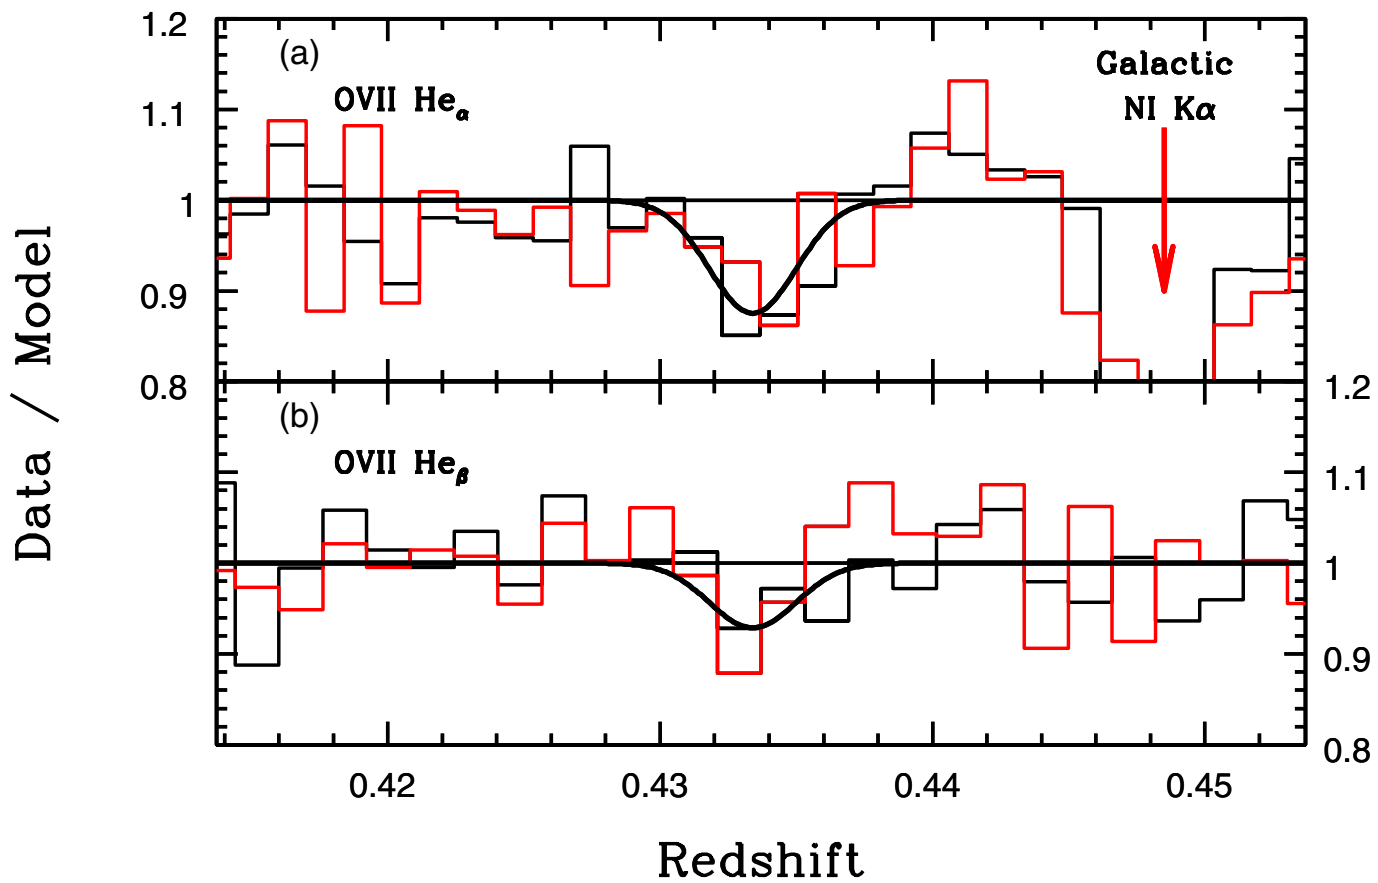 1.2
(a)
Galactic
OVII Heα
NI Kα
1.1
1
0.9
0.8
1.2
(b)
OVII Heβ
1.1
1
0.9
0.8
0.42
0.43
0.44
0.45
Redshift
Data / Model